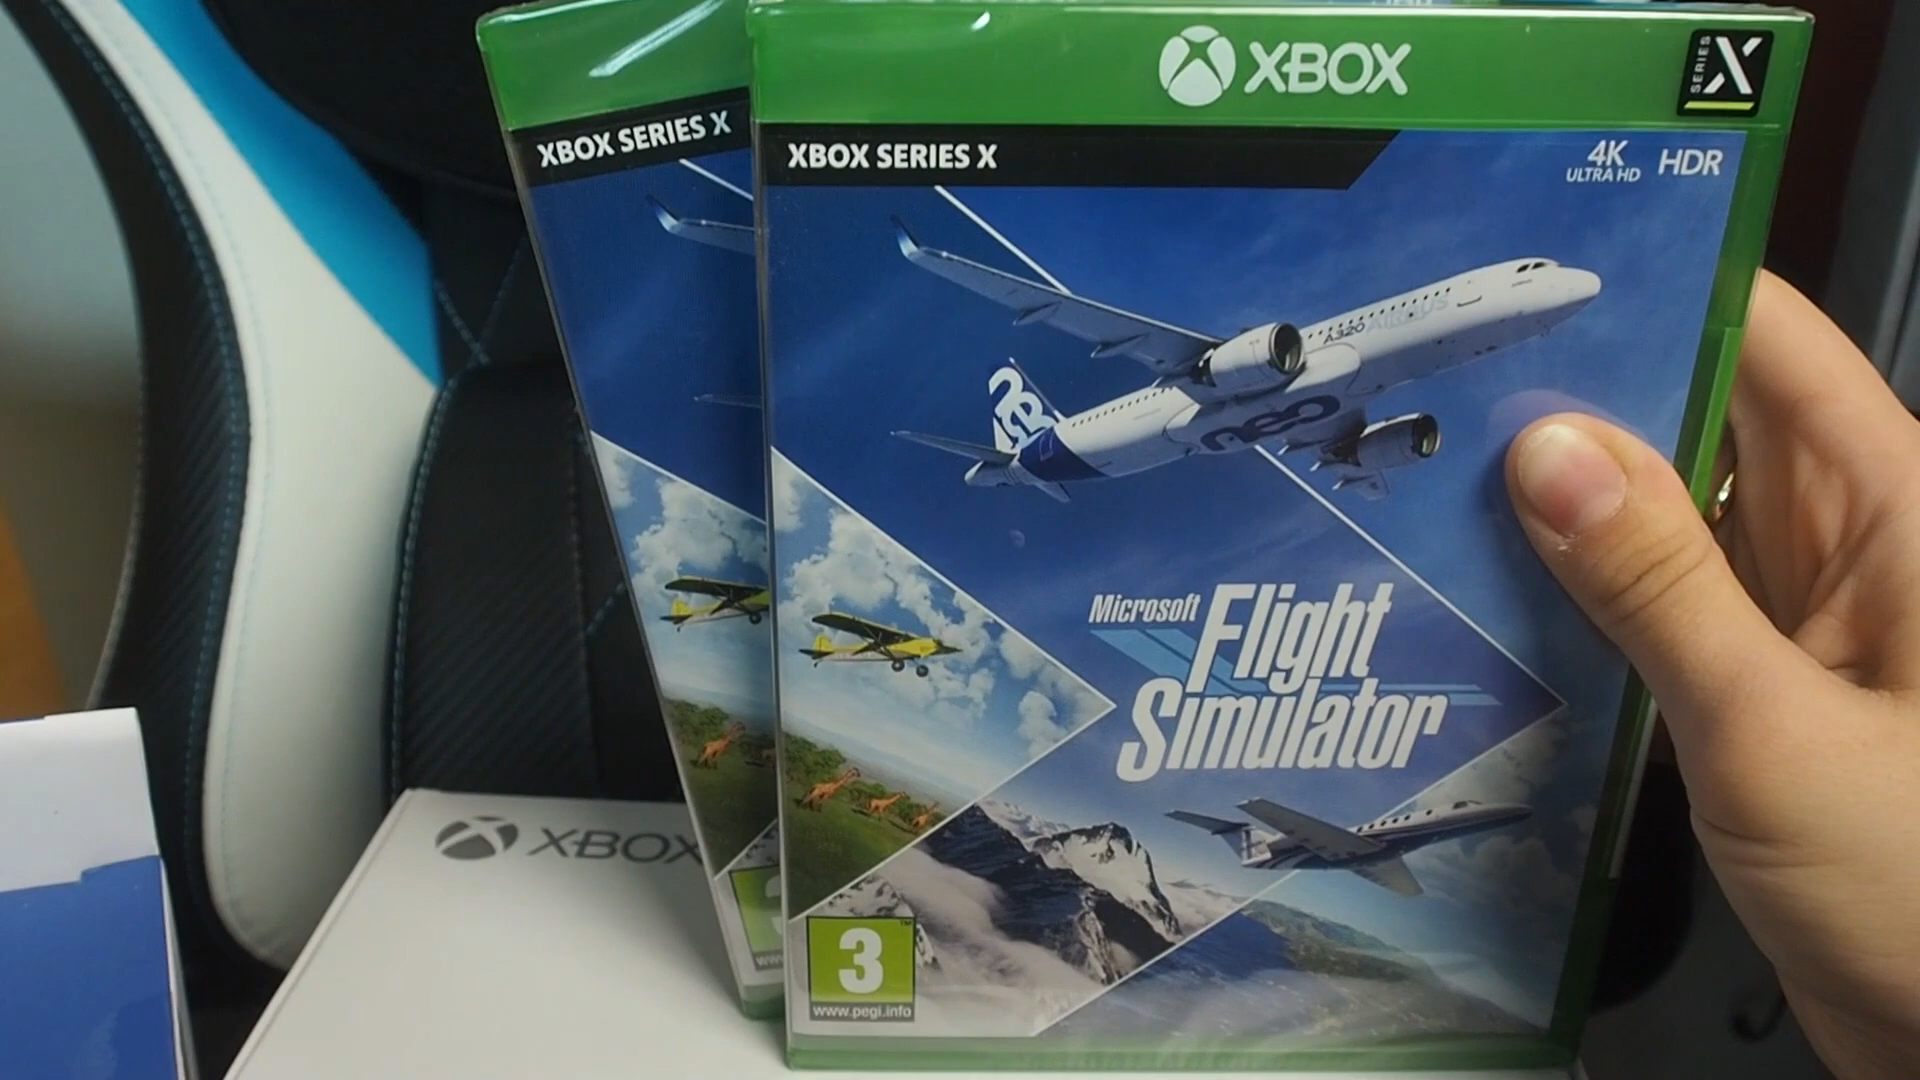 XBOX
SERIES X
XBOX SERIES X
XBOX SERIES X
4K
ULTRA HD
HDR
A320
AIRBUS
neo
Microsoft
Flight
Simulator
3
www.pegi.info
XBOX